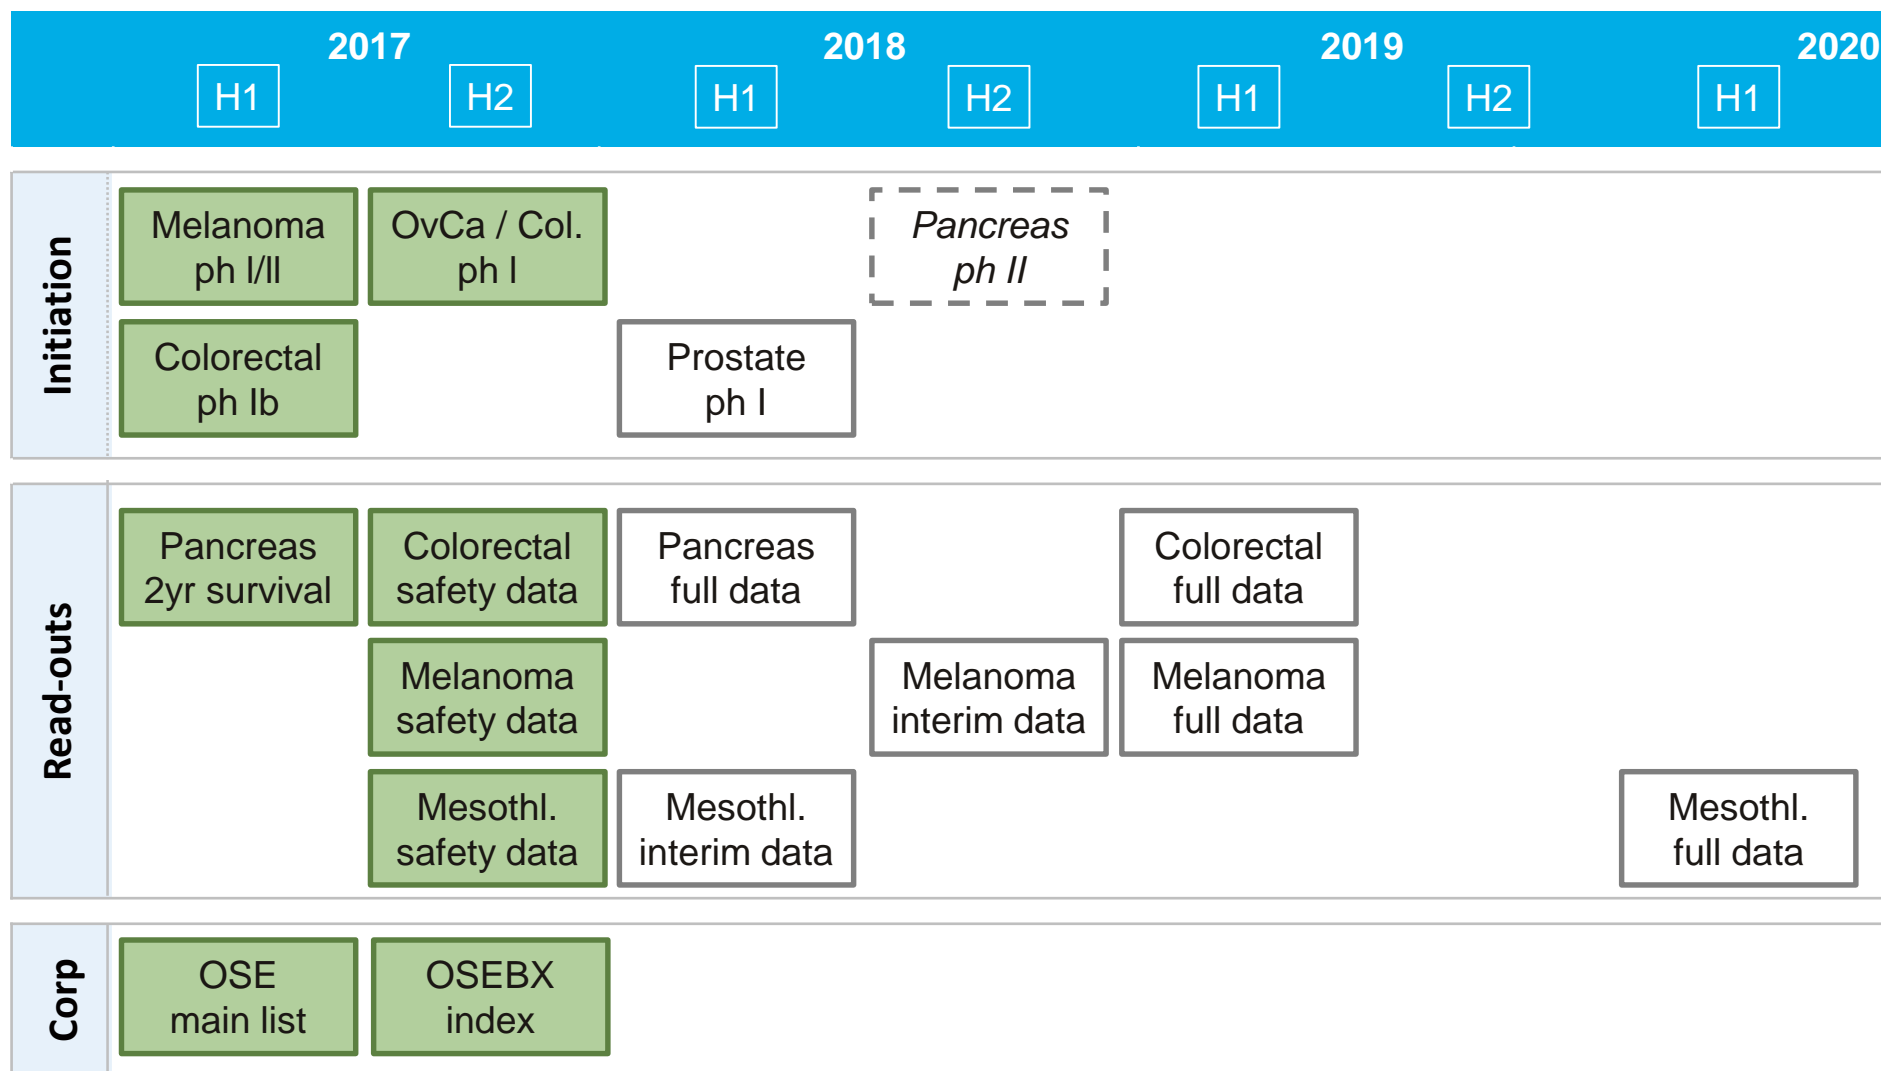 2017
2018
2019
2020
H1
H2
H1
H2
H1
H2
H1
Initiation
Melanoma
ph I/II
OvCa / Col.
ph I
Pancreas
ph II
Colorectal
ph Ib
Prostate
ph I
Read-outs
Pancreas
2yr survival
Colorectal
safety data
Pancreas
full data
Colorectal
full data
Melanoma
safety data
Melanoma
interim data
Melanoma
full data
Mesothl.
safety data
Mesothl.
interim data
Mesothl.
full data
Corp
OSE
main list
OSEBX
index